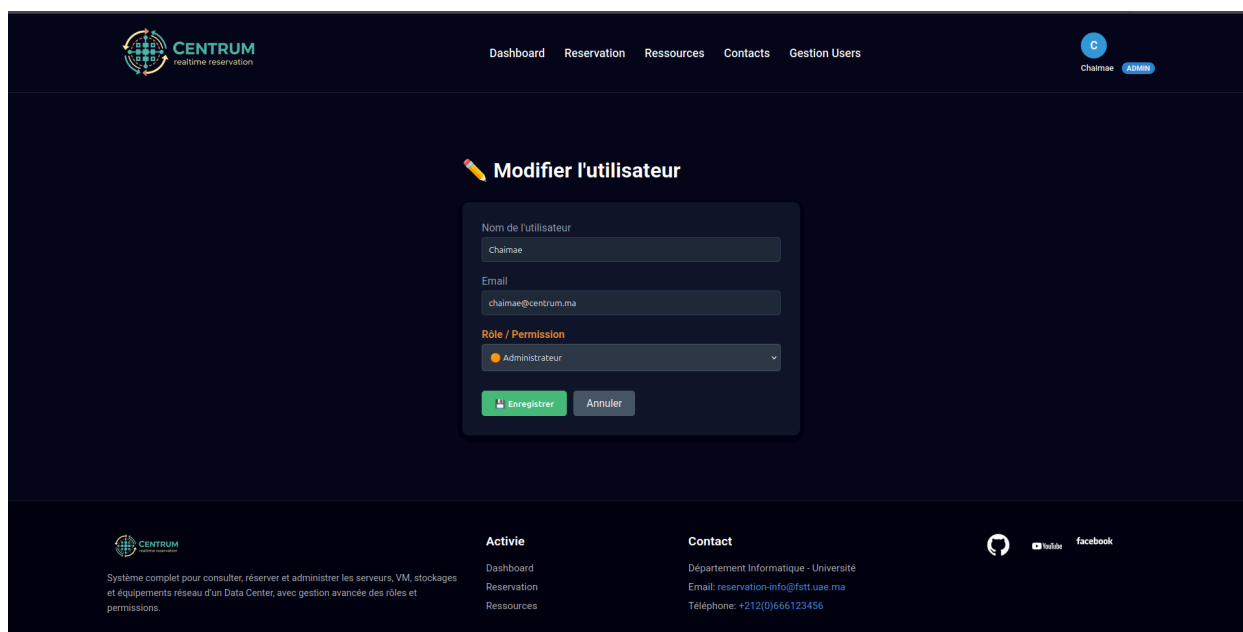 CENTRUM
realtime reservation
Dashboard Reservation Ressources Contacts Gestion Users
C
Chaimae ADMIN
Modifier l'utilisateur
Nom de l'utilisateur
Chaimae
Email
chaimae@centrum.ma
Rôle / Permission
Administrateur
Enregistrer Annuler
CENTRUM
realtime reservation
Système complet pour consulter, réserver et administrer les serveurs, VM, stockages
et équipements réseau d'un Data Center, avec gestion avancée des rôles et
permissions.
Activie
Dashboard
Reservation
Ressources
Contact
Département Informatique - Université
Email: reservation-info@fstt.uae.ma
Téléphone: +212(0)666123456
YouTube
facebook